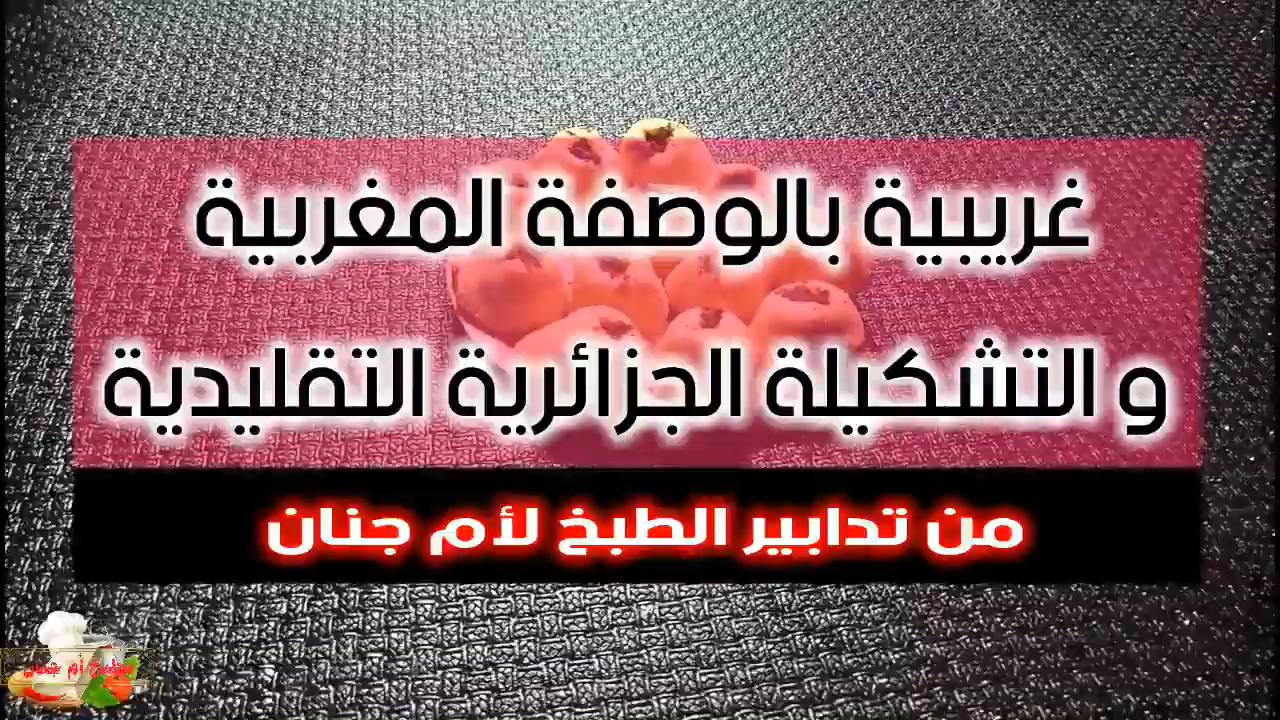 غريبية بالوصفة المغربية
و التشكيلة الجزائرية التقليدية
من تدابير الطبخ لأم جنان